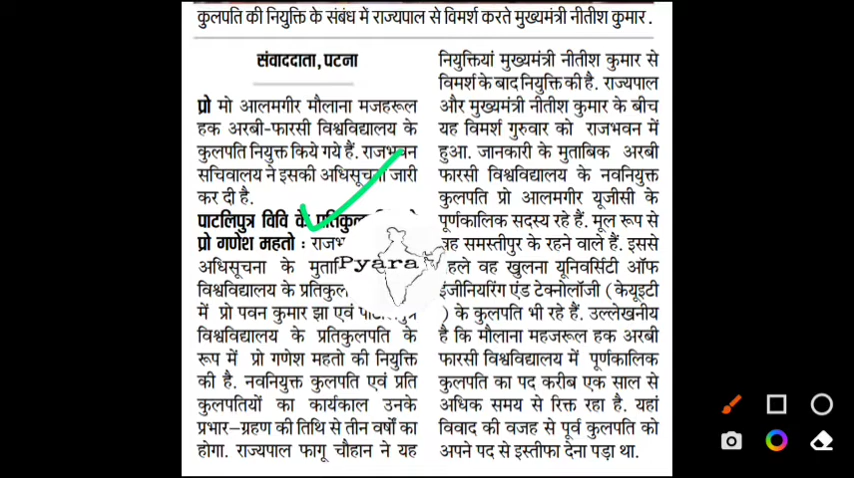 कुलपति की नियुक्ति के संबंध में राज्यपाल से विमर्श करते मुख्यमंत्री नीतीश कुमार .
संवाददाता, पटना
प्रो मो आलमगीर मौलाना मजहरूल
हक अरबी-फारसी विश्वविद्यालय के
कुलपति नियुक्त किये गये हैं. राजभवन
सचिवालय ने इसकी अधिसूचना जारी
कर दी है.
पाटलिपुत्र विवि के
प्रो गणेश महतो :
अधिसूचना के
विश्वविद्यालय के
में प्रो पवन कुमार झा एवं
विश्वविद्यालय के प्रतिकुलपति के
रूप में प्रो गणेश महतो की नियुक्ति
की है. नवनियुक्त कुलपति एवं प्रति
कुलपतियों का कार्यकाल उनके
प्रभार-ग्रहण की तिथि से तीन वर्षों का
होगा. राज्यपाल फागू चौहान ने यह
नियुक्तियां मुख्यमंत्री नीतीश कुमार से
विमर्श के बाद नियुक्ति की है. राज्यपाल
और मुख्यमंत्री नीतीश कुमार के बीच
यह विमर्श गुरुवार को राजभवन में
हुआ. जानकारी के मुताबिक अरबी
फारसी विश्वविद्यालय के नवनियुक्त
कुलपति प्रो आलमगीर यूजीसी के
पूर्णकालिक सदस्य रहे हैं. मूल रूप से
वह समस्तीपुर के रहने वाले हैं. इससे
पहले वह खुलना यूनिवर्सिटी ऑफ
इंजीनियरिंग एंड टेक्नोलॉजी (केयूइटी
) के कुलपति भी रहे हैं. उल्लेखनीय
है कि मौलाना महजरूल हक अरबी
फारसी विश्वविद्यालय में पूर्णकालिक
कुलपति का पद करीब एक साल से
अधिक समय से रिक्त रहा है. यहां
विवाद की वजह से पूर्व कुलपति को
अपने पद से इस्तीफा देना पड़ा था.
Pyara